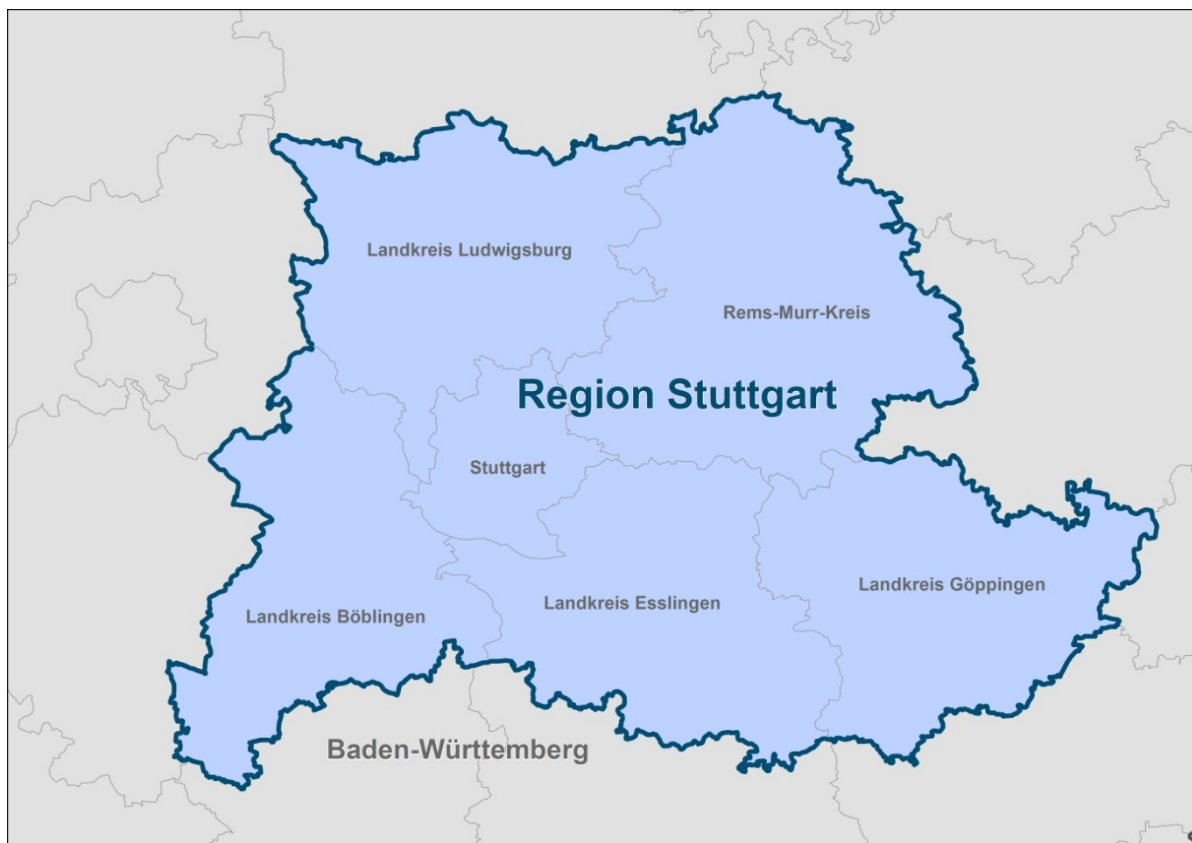 Landkreis Ludwigsburg
Rems-Murr-Kreis
Region Stuttgart
Stuttgart
Landkreis Göppingen
Landkreis Esslingen
Landkreis Böblingen
Baden-Württemberg